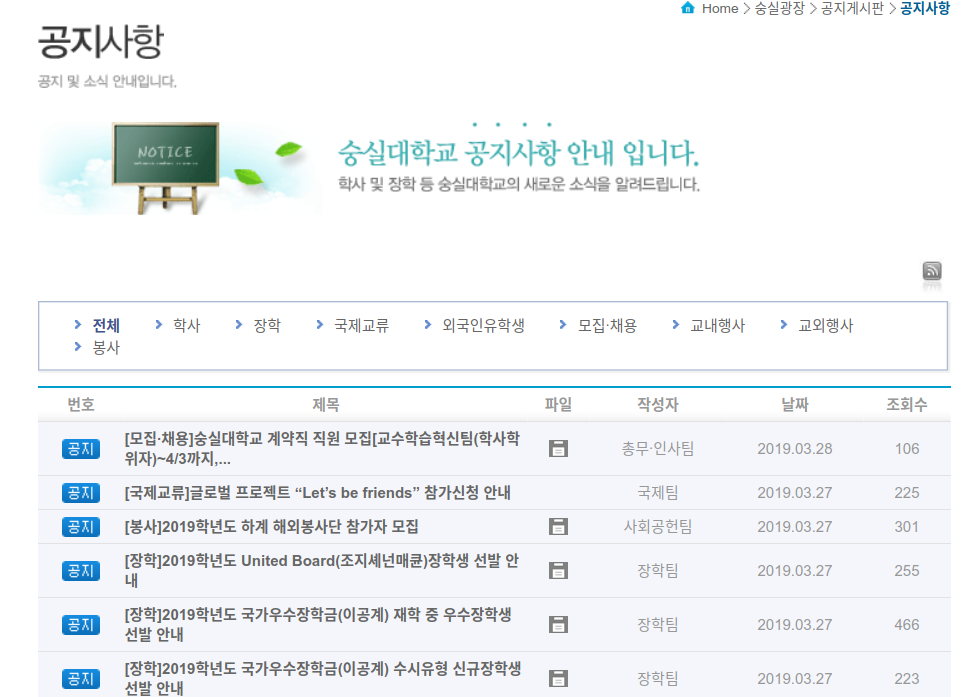 Home > 숭실광장 > 공지게시판 > 공지사항
공지사항
공지 및 소식 안내입니다.
NOTICE
숭실대학교 공지사항 안내 입니다.
학사 및 장학 등 숭실대학교의 새로운 소식을 알려드립니다.
전체 학사 장학 국제교류 외국인유학생 모집·채용 교내행사 교외행사
봉사
번호 제목 파일 작성자 날짜 조회수
[모집·채용]숭실대학교 계약직 직원 모집[교수학습혁신팀(학사학
공지 위자)~4/3까지,... 총무·인사팀 2019.03.28 106
공지 [국제교류]글로벌 프로젝트 “Let’s be friends” 참가신청 안내 국제팀 2019.03.27 225
공지 [봉사]2019학년도 하계 해외봉사단 참가자 모집 사회공헌팀 2019.03.27 301
[장학]2019학년도 United Board(조지셰넌매큔)장학생 선발 안
공지 내 장학팀 2019.03.27 255
[장학]2019학년도 국가우수장학금(이공계) 재학 중 우수장학생
공지 선발 안내 장학팀 2019.03.27 466
[장학]2019학년도 국가우수장학금(이공계) 수시유형 신규장학생
공지 선발 안내 장학팀 2019.03.27 223